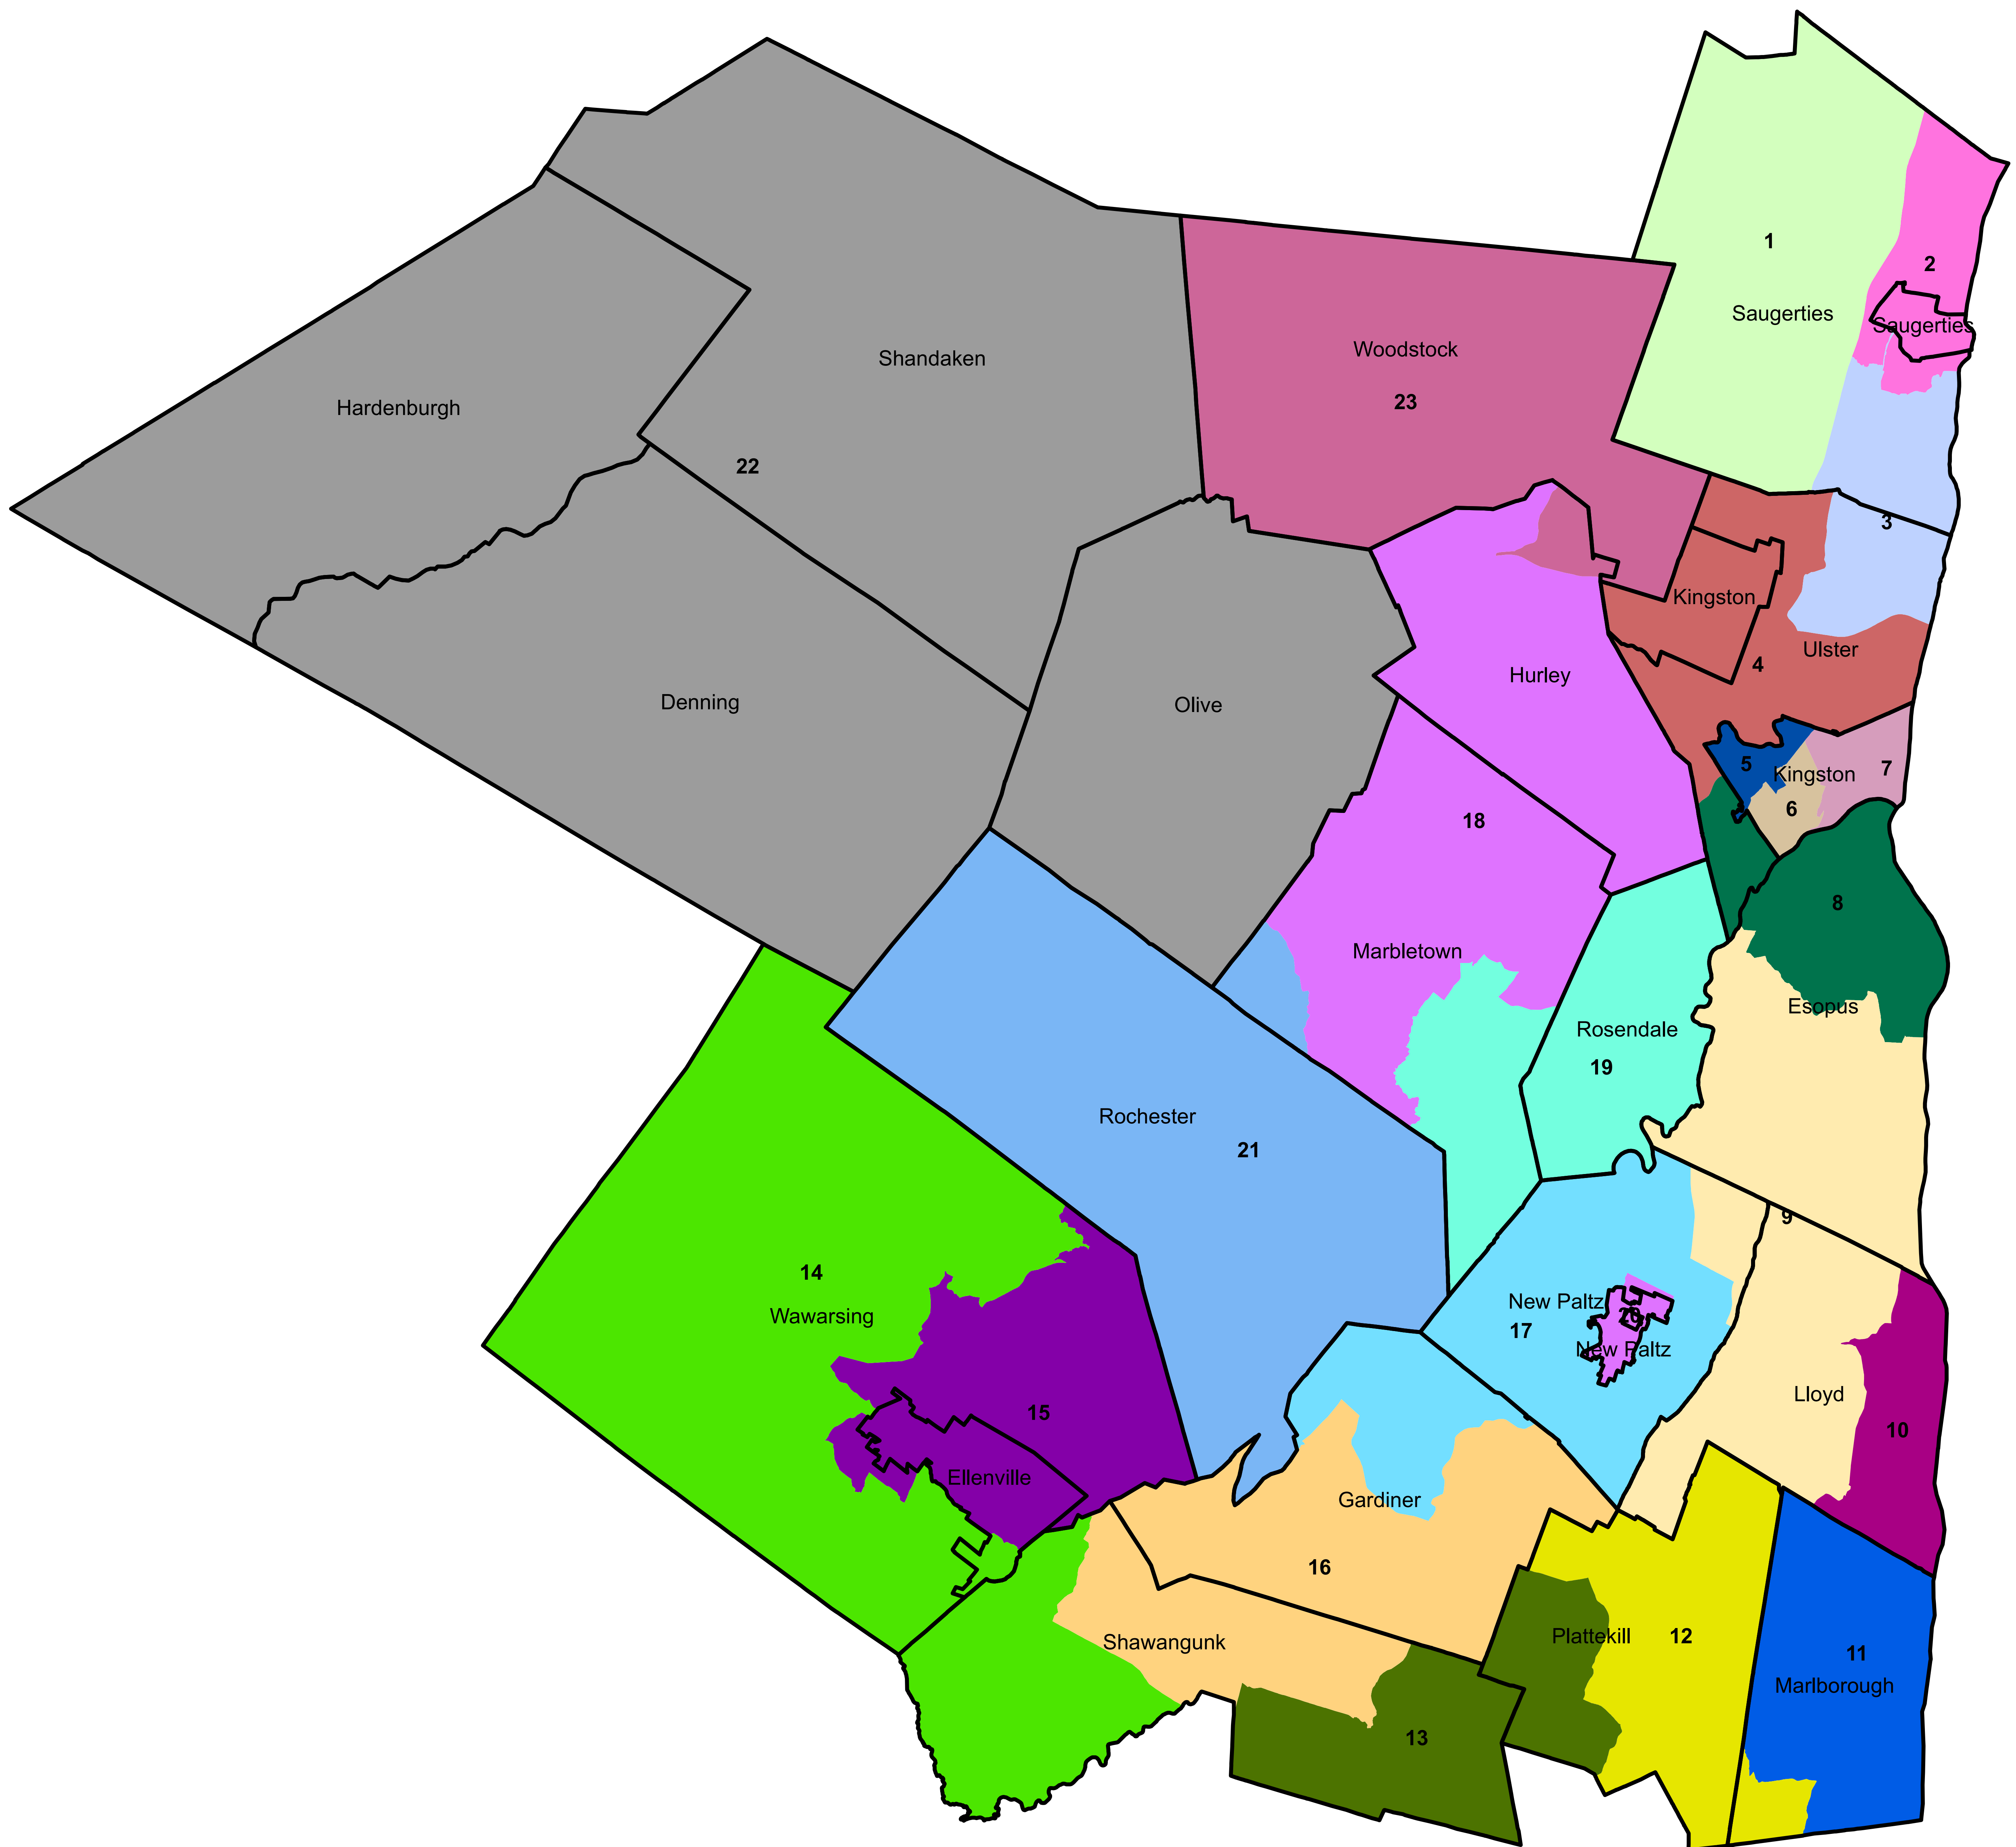 1
2
Saugerties
Saugerties
Woodstock
Shandaken
23
Hardenburgh
22
3
Kingston
Ulster
4
Hurley
Denning
Olive
5
Kingston
7
6
18
8
Marbletown
Esopus
Rosendale
19
Rochester
21
9
14
Wawarsing
New Paltz
20
17
New Paltz
Lloyd
15
10
Ellenville
Gardiner
16
Shawangunk
Plattekill
12
11
Marlborough
13